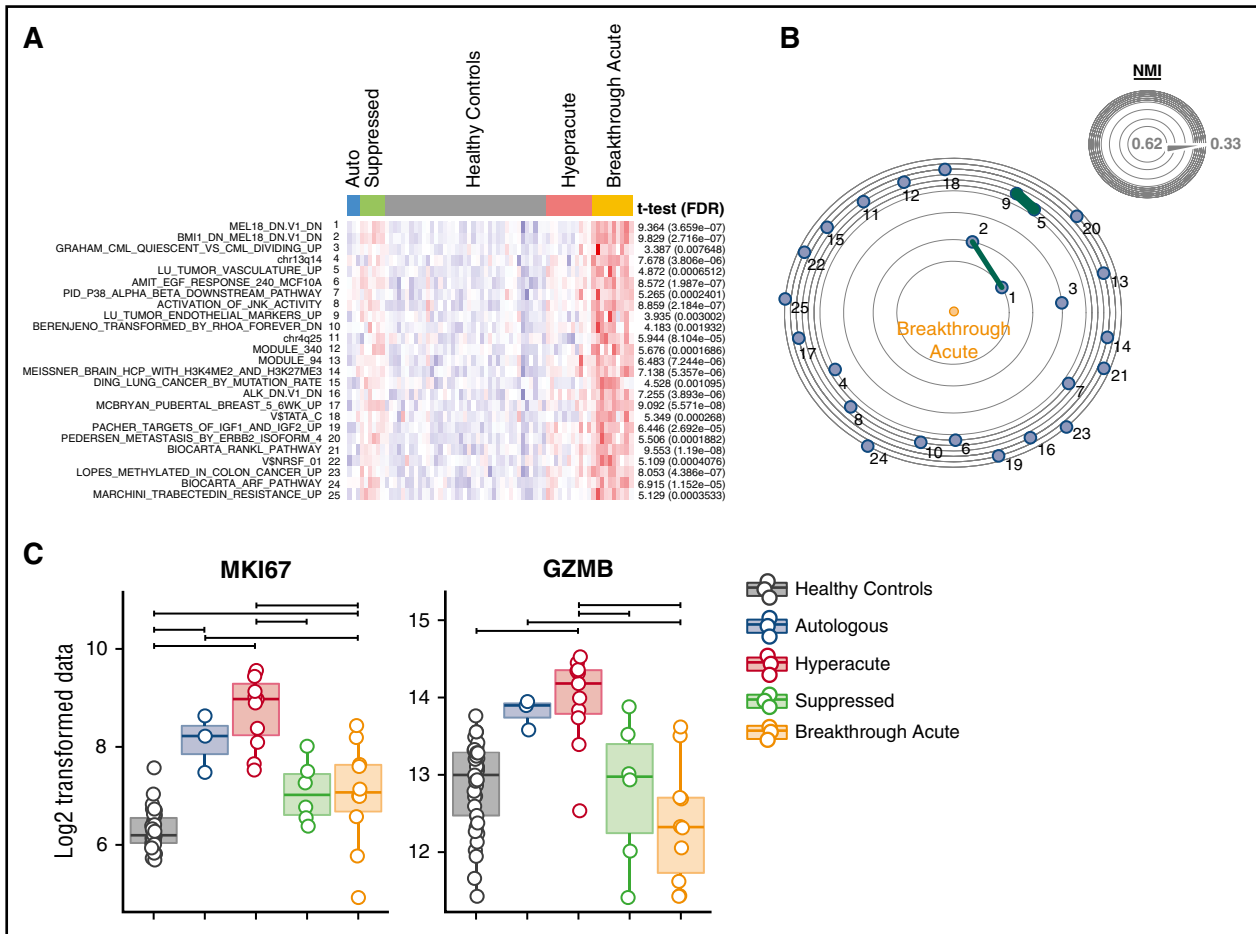 A
Auto
Suppressed
Healthy Controls
Hyepracute
Breakthrough Acute
t-test (FDR)
MEL18_DN.V1_DN 1 9.364 (3.659e-07)
BMI1_DN_MEL18_DN.V1_DN 2 9.829 (2.716e-07)
GRAHAM_CML_QUIESCENT_VS_CML_DIVIDING_UP 3 3.387 (0.007648)
chr13q14 4 7.678 (3.806e-06)
LU_TUMOR_VASCULATURE_UP 5 4.872 (0.0006512)
AMIT_EGF_RESPONSE_240_MCF10A 6 8.572 (1.987e-07)
PID_P38_ALPHA_BETA_DOWNSTREAM_PATHWAY 7 5.265 (0.0002401)
ACTIVATION_OF_JNK_ACTIVITY 8 8.859 (2.184e-07)
LU_TUMOR_ENDOTHELIAL_MARKERS_UP 9 3.935 (0.003002)
BERENJENO_TRANSFORMED_BY_RHOA_FOREVER_DN 10 4.183 (0.001932)
chr4q25 11 5.944 (8.104e-05)
MODULE_340 12 5.676 (0.0001686)
MODULE_94 13 6.483 (7.244e-06)
MEISSNER_BRAIN_HCP_WITH_H3K4ME2_AND_H3K27ME3 14 7.138 (5.357e-06)
DING_LUNG_CANCER_BY_MUTATION_RATE 15 4.528 (0.001095)
ALK_DN.V1_DN 16 7.255 (3.893e-06)
MCBRYAN_PUBERTAL_BREAST_5_6WK_UP 17 9.092 (5.571e-08)
V$TATA_C 18 5.349 (0.000268)
PACHER_TARGETS_OF_IGF1_AND_IGF2_UP 19 6.446 (2.692e-05)
PEDERSEN_METASTASIS_BY_ERBB2_ISOFORM_4 20 5.506 (0.0001882)
BIOCARTA_RANKL_PATHWAY 21 9.553 (1.19e-08)
V$NRSF_01 22 5.109 (0.0004076)
LOPES_METHYLATED_IN_COLON_CANCER_UP 23 8.053 (4.386e-07)
BIOCARTA_ARF_PATHWAY 24 6.915 (1.152e-05)
MARCHINI_TRABECTEDIN_RESISTANCE_UP 25 5.129 (0.0003533)
B
NMI
0.62 0.33
18
12
9
5
11
20
2
15
22
13
1
3
25
Breakthrough
Acute
17
14
21
4
7
8
23
24
10
6
16
19
C
MKI67
Log2 transformed data
10
8
6
GZMB
15
14
13
12
Healthy Controls
Autologous
Hyperacute
Suppressed
Breakthrough Acute